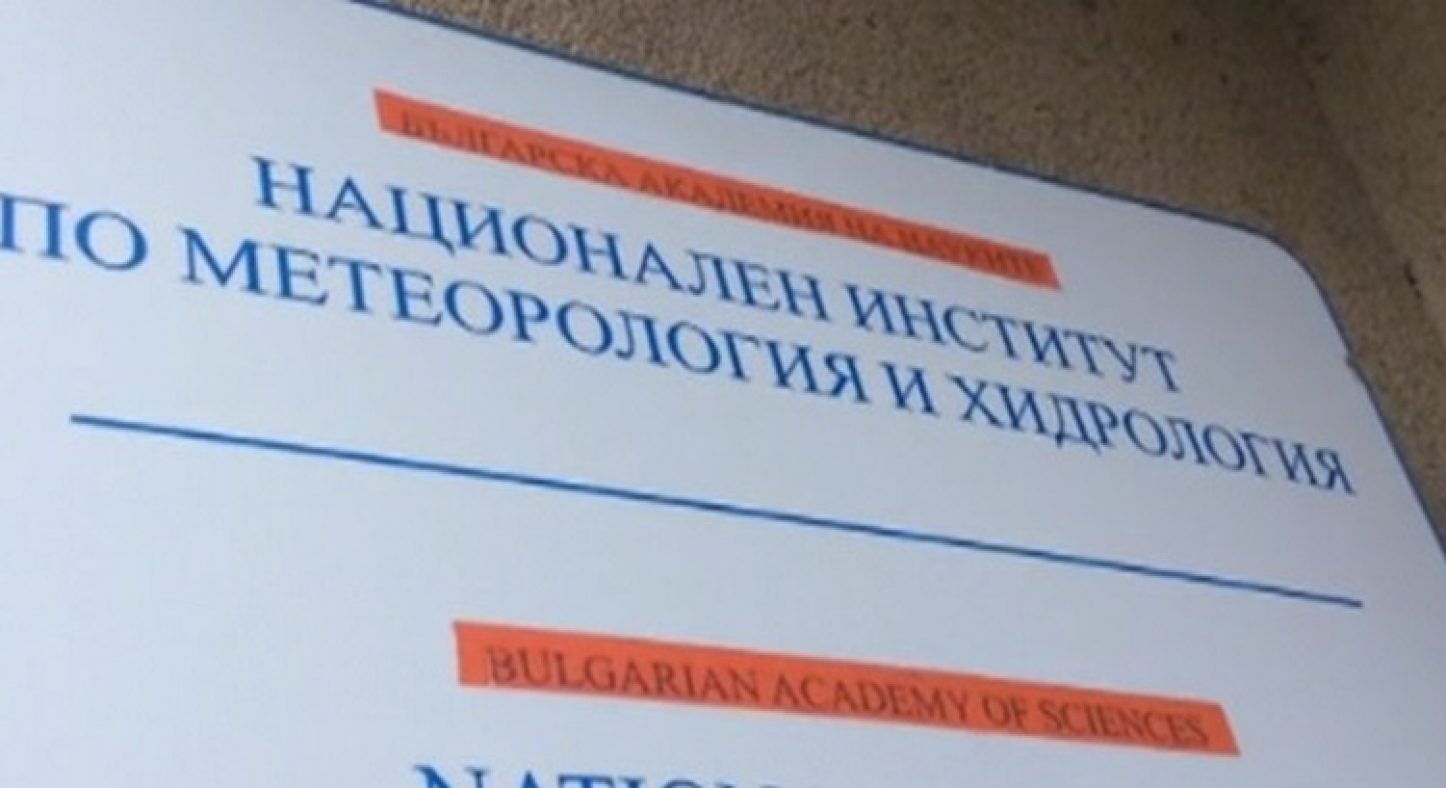 БЪЛГАРСКА АКАДЕМИЯ НА НАУКИТЕ
НАЦИОНАЛЕН ИНСТИТУТ
ПО МЕТЕОРОЛОГИЯ И ХИДРОЛОГИЯ
BULGARIAN ACADEMY OF SCIENCES